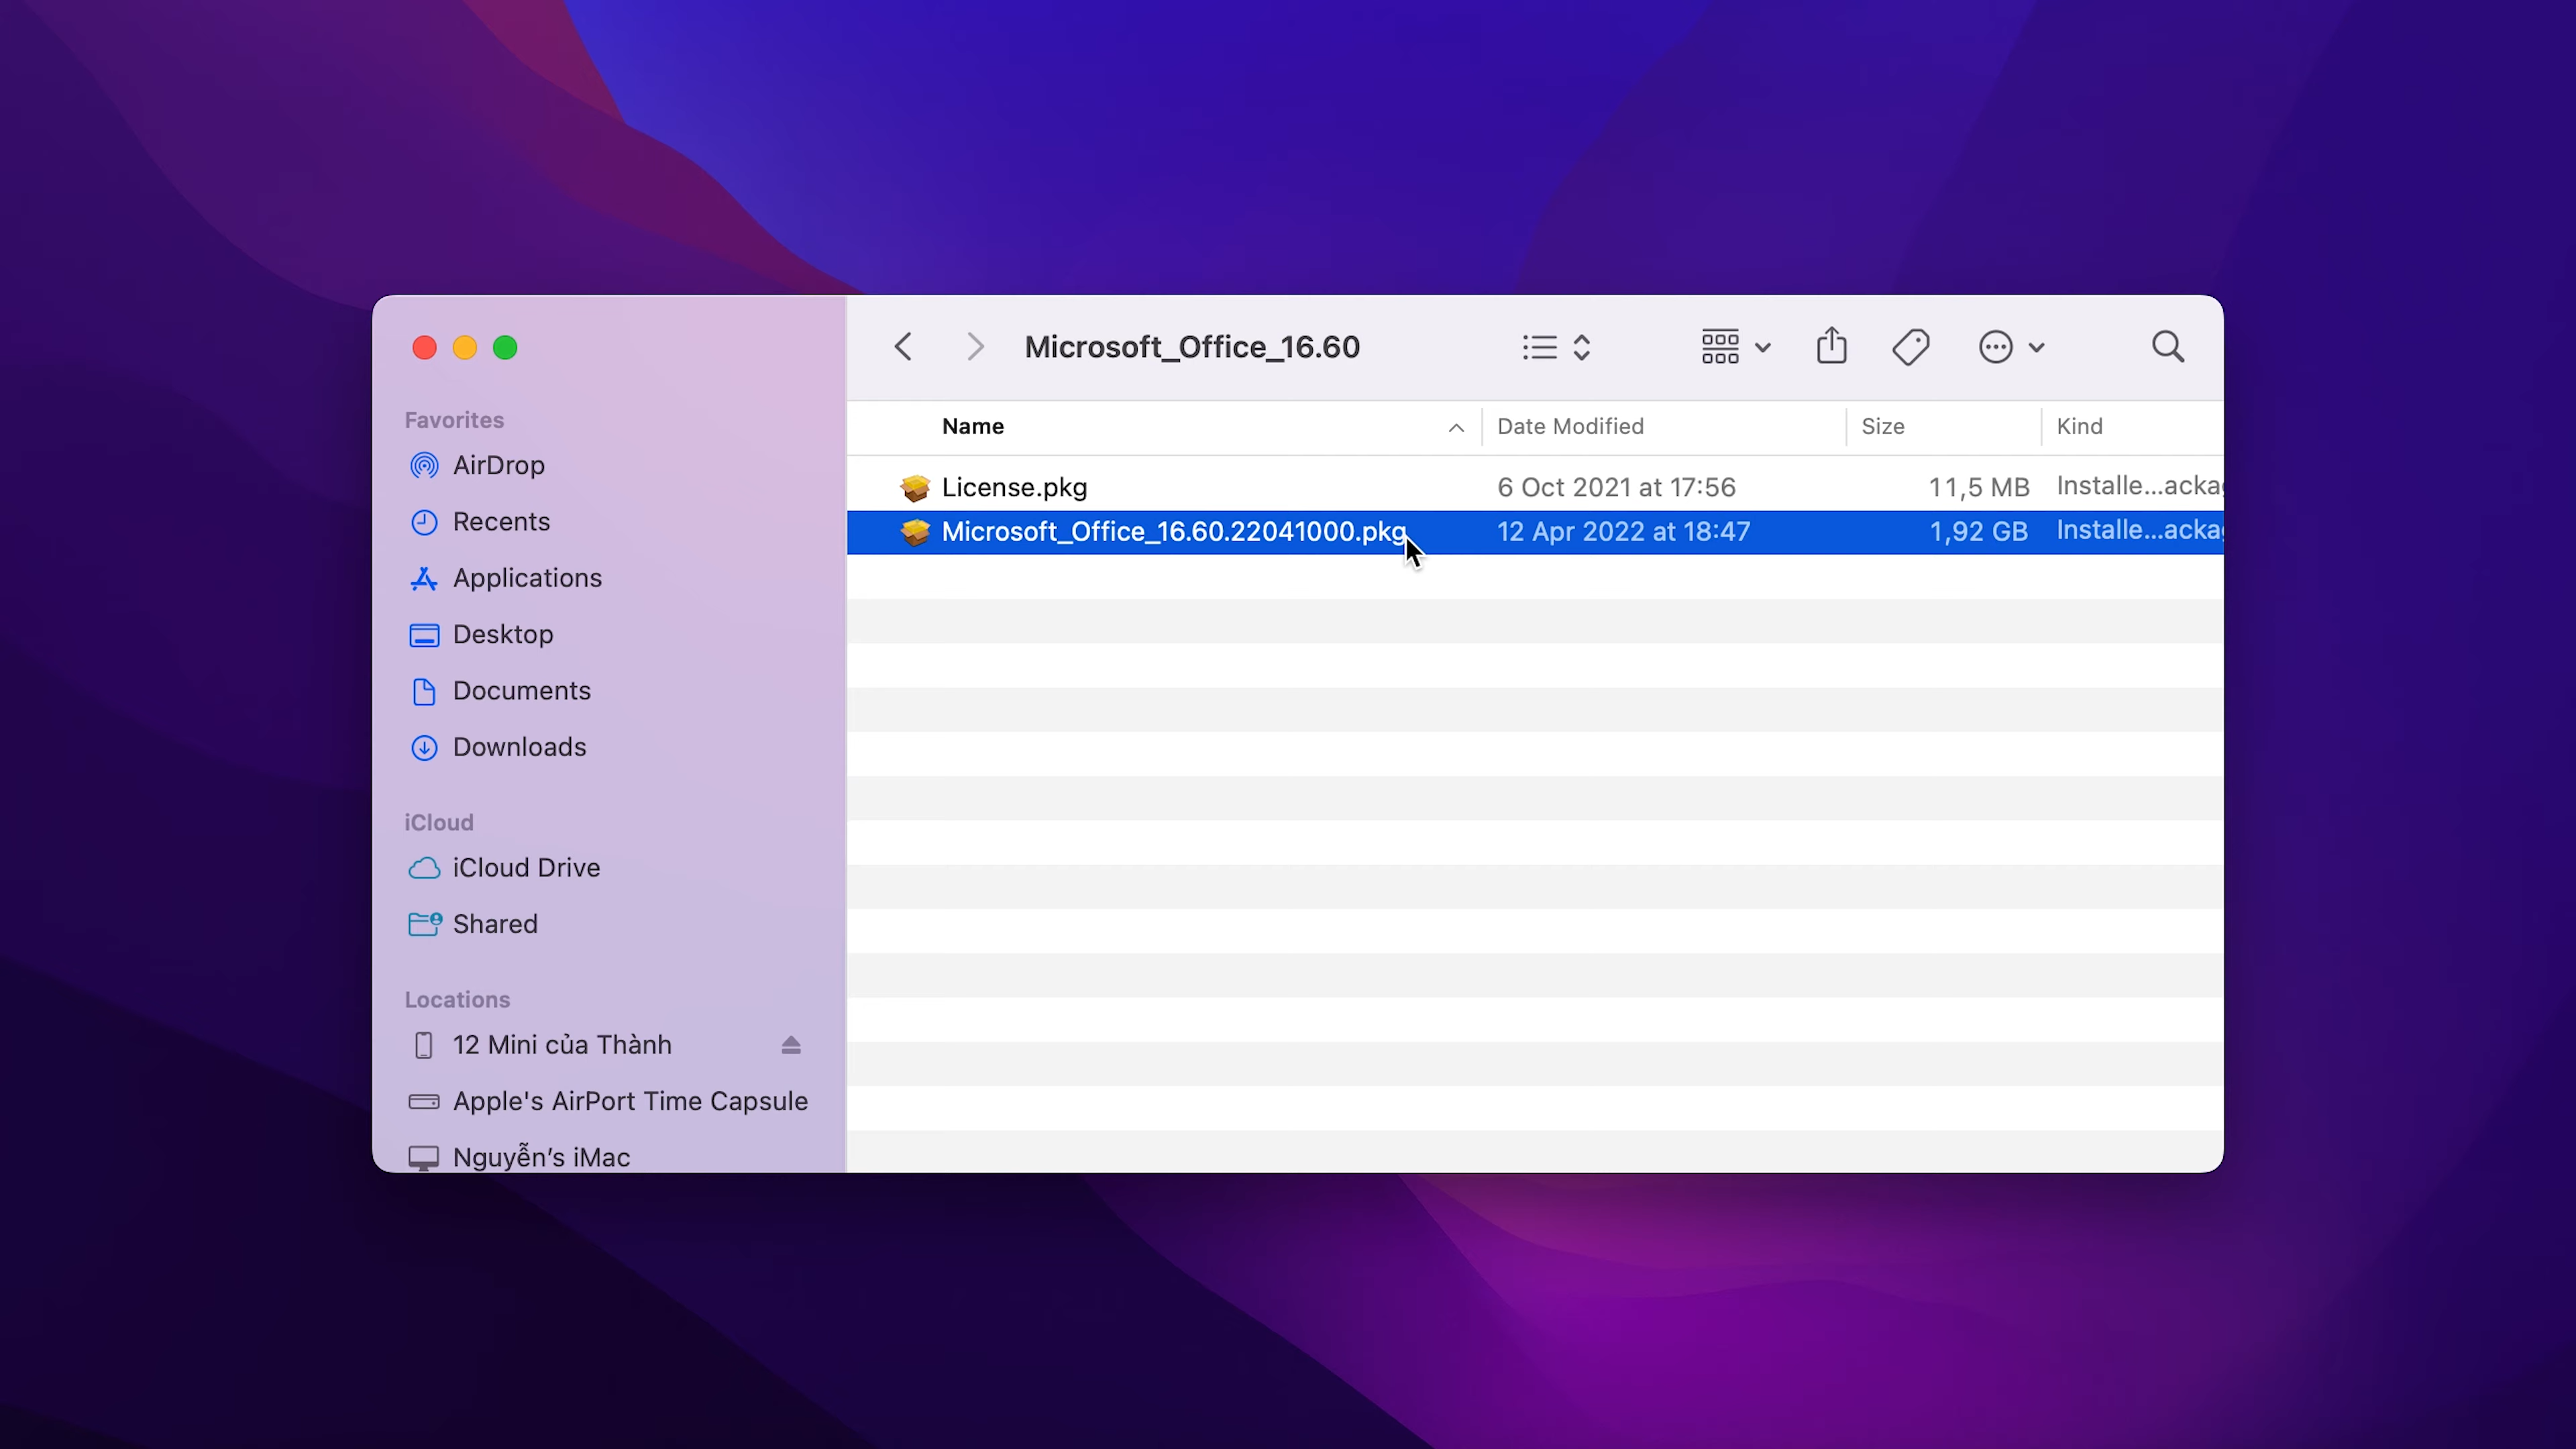 Microsoft_Office_16.60
Favorites
AirDrop
Recents
Applications
Desktop
Documents
Downloads
iCloud
iCloud Drive
Shared
Locations
12 Mini của Thành
Apple's AirPort Time Capsule
Nguyễn’s iMac
Name Date Modified Size Kind
License.pkg 6 Oct 2021 at 17:56 11,5 MB Installe...acka
Microsoft_Office_16.60.22041000.pkg 12 Apr 2022 at 18:47 1,92 GB Installe...acka